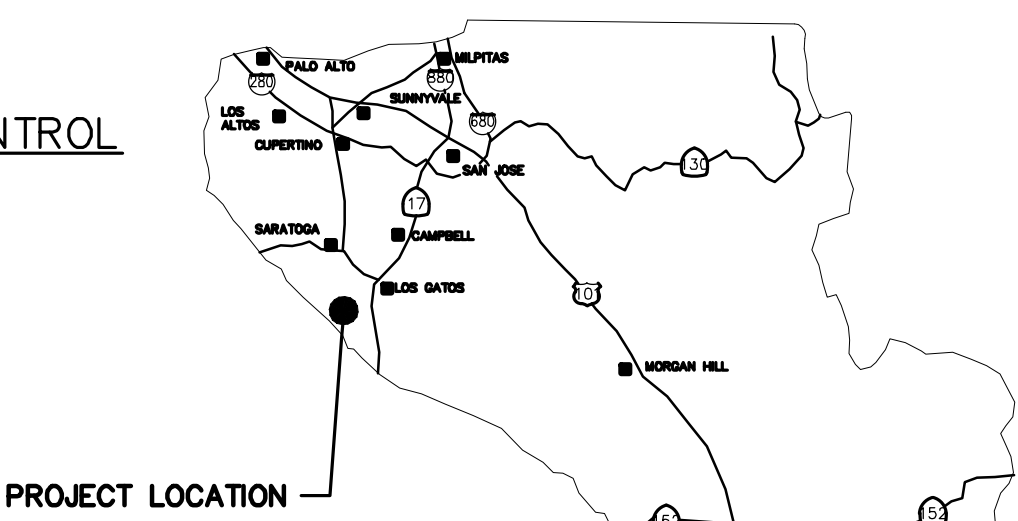 MILPITAS
PALO ALTO
280
880
SUNNYVALE
LOS
ALTOS
680
NTROL
CUPERTINO
130
SAN JOSE
17
SARATOGA
CAMPBELL
LOS GATOS
101
MORGAN HILL
PROJECT LOCATION
152
152